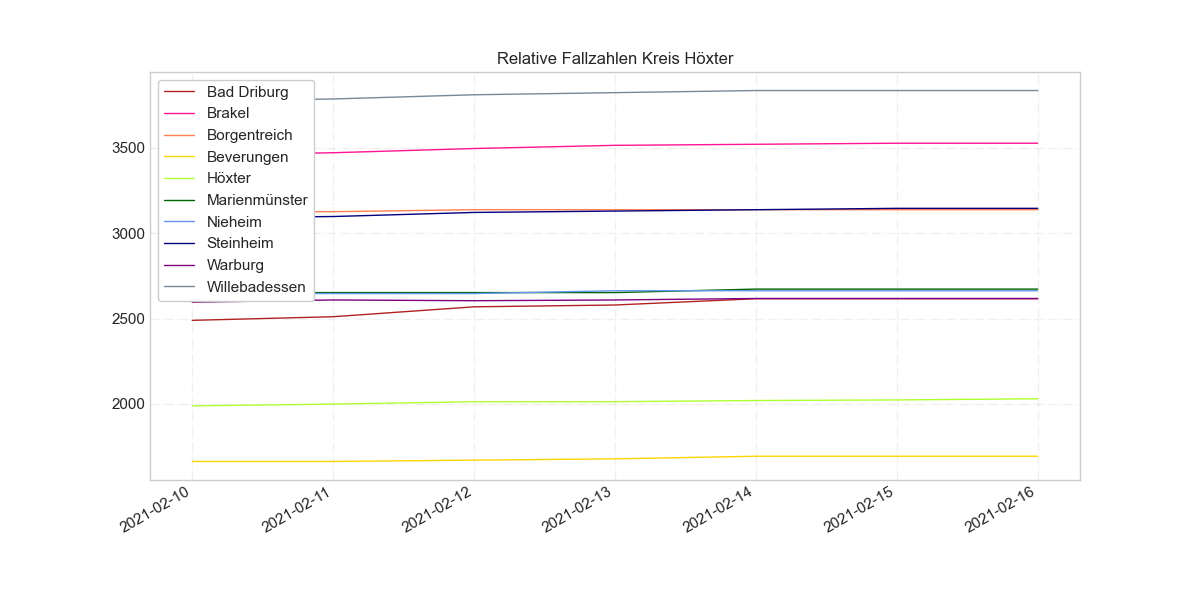 Relative Fallzahlen Kreis Höxter
Bad Driburg
Brakel
Borgentreich
Beverungen
Höxter
Marienmünster
Nieheim
Steinheim
Warburg
Willebadessen
3500
3000
2500
2000
2021-02-10
2021-02-11
2021-02-12
2021-02-13
2021-02-14
2021-02-15
2021-02-16